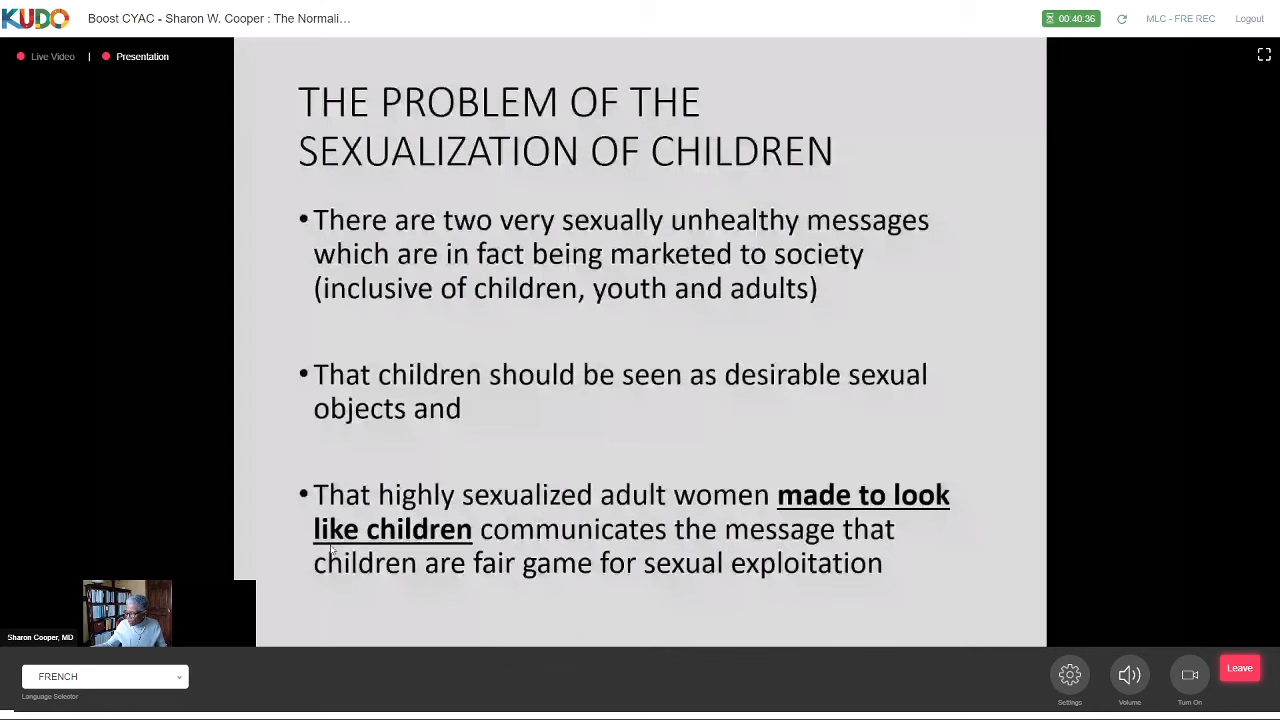 KUDO
Boost CYAC - Sharon W. Cooper : The Normali...
00:40:36
MLC - FRE REC
Logout
Live Video | Presentation
THE PROBLEM OF THE
SEXUALIZATION OF CHILDREN
•There are two very sexually unhealthy messages
which are in fact being marketed to society
(inclusive of children, youth and adults)
•That children should be seen as desirable sexual
objects and
•That highly sexualized adult women made to look
like children communicates the message that
children are fair game for sexual exploitation
Sharon Cooper, MD
FRENCH
Language Selector
Settings
Volume
Turn On
Leave